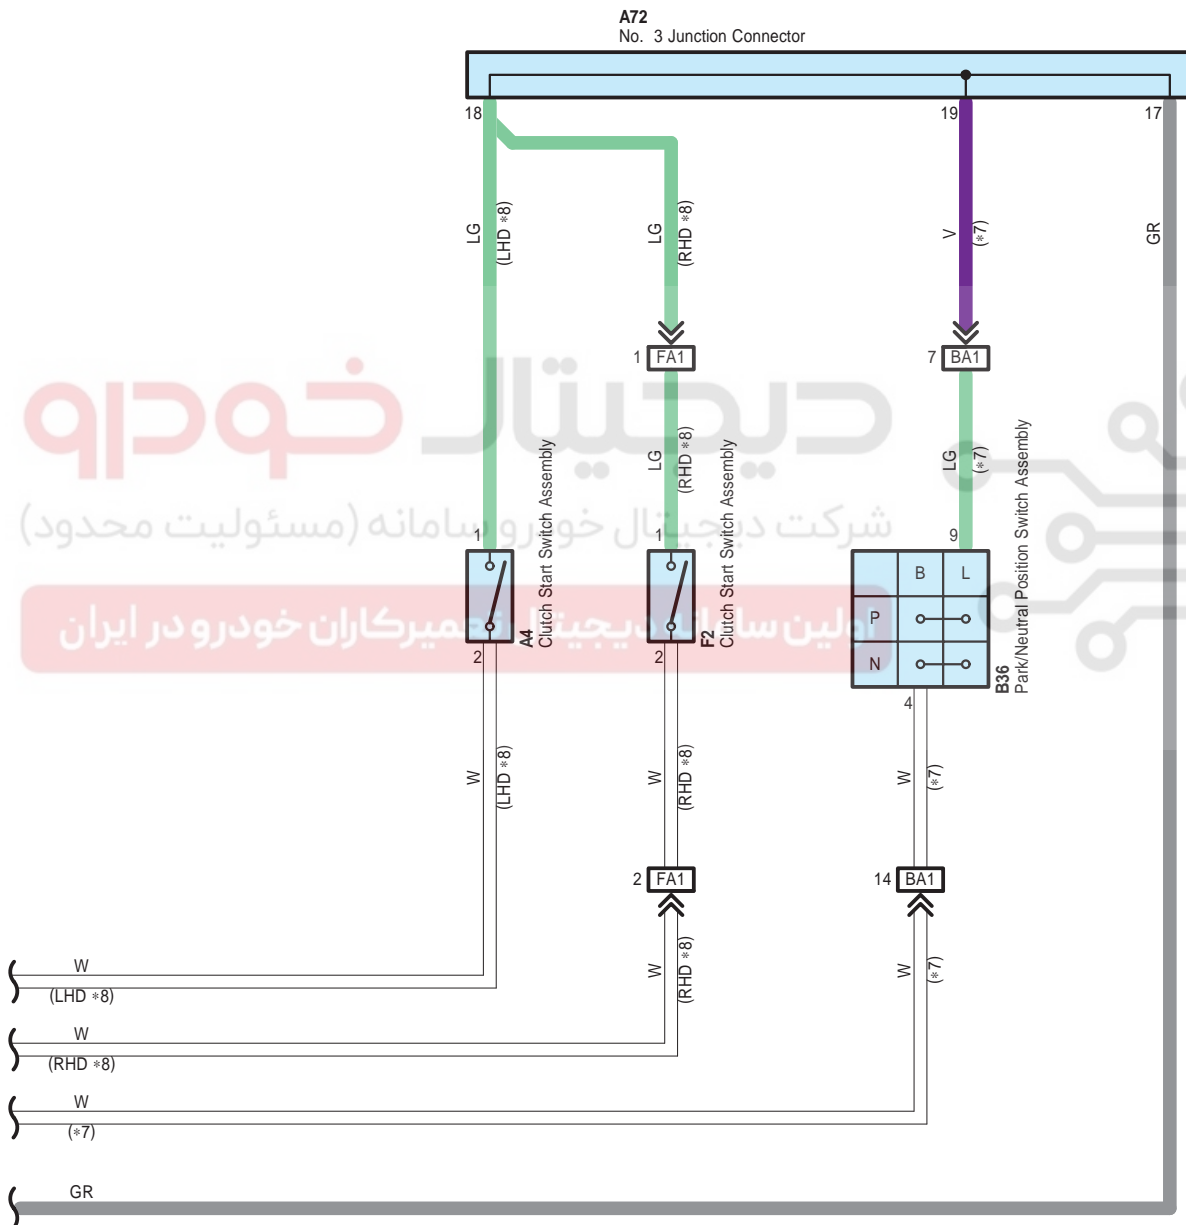 A72
No. 3 Junction Connector
18
19
17
LG
(LHD *8)
LG
(RHD *8)
V
(*7)
GR
1 FA1
7 BA1
دیجیتال خودرو
LG
(RHD *8)
LG
(*7)
شرکت دیجیتال خودرو سامانه (مسئولیت محدود)
1
1
9
A4
Clutch Start Switch Assembly
F2
Clutch Start Switch Assembly
B L
P
N
B36
Park/Neutral Position Switch Assembly
اولین سامانه دیجیتال تعمیرکاران خودرو در ایران
2
2
4
W
(LHD *8)
W
(RHD *8)
W
(*7)
2 FA1
14 BA1
W
(RHD *8)
W
(*7)
W
(LHD *8)
W
(RHD *8)
W
(*7)
GR